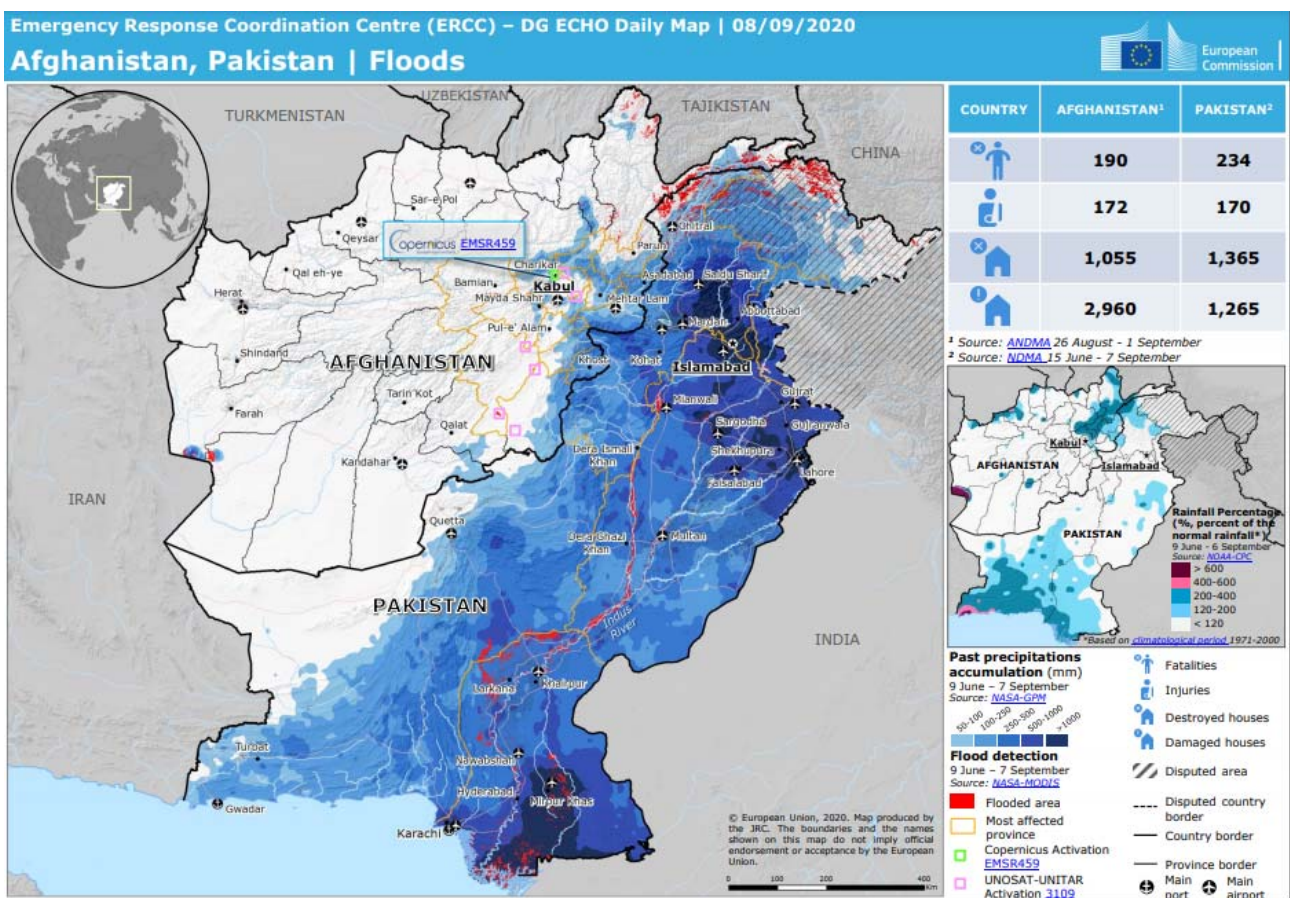 Emergency Response Coordination Centre (ERCC) – DG ECHO Daily Map | 08/09/2020
Afghanistan, Pakistan | Floods
European
Commission
UZBEKISTAN
TURKMENISTAN
TAJIKISTAN
CHINA
Sar-e Pol
Qeysar
Copernicus EMSR459
Chitral
Parun
Qal eh-ye
Charikar
Asadabad
Saidu Sharif
Bamian
Kabul
Herat
Mayda Shahr
Mehtar Lam
Mardan
Abbottabad
Pul-e' Alam
AFGHANISTAN
Shindand
Khost
Kohat
Islamabad
Tarin Kot
Farah
Mianwali
Gujrat
Qalat
Sargodha
Gujranwala
Dera Ismail
Khan
Shekhupura
Kandahar
Lahore
Faisalabad
IRAN
Quetta
Dera Ghazi
Khan
Multan
PAKISTAN
Indus
River
INDIA
Larkana
Khairpur
Turbat
Nawabshah
Hyderabad
Mirpur Khas
Gwadar
Karachi
© European Union, 2020. Map produced by
the JRC. The boundaries and the names
shown on this map do not imply official
endorsement or acceptance by the European
Union.
0 100 200 400
Km
COUNTRY AFGHANISTAN1 PAKISTAN2
190 234
172 170
1,055 1,365
2,960 1,265
1 Source: ANDMA 26 August - 1 September
2 Source: NDMA 15 June - 7 September
Kabul
Islamabad
AFGHANISTAN
PAKISTAN
Rainfall Percentage
(%, percent of the
normal rainfall*)
9 June - 6 September
Source: NOAA-CPC
> 600
400-600
200-400
120-200
< 120
*Based on climatological period 1971-2000
Past precipitations
accumulation (mm)
9 June – 7 September
Source: NASA-GPM
50-100 100-250 250-500 500-1000 >1000
Flood detection
9 June – 7 September
Source: NASA-MODIS
Flooded area
Most affected
province
Copernicus Activation
EMSR459
UNOSAT-UNITAR
Activation 3109
Fatalities
Injuries
Destroyed houses
Damaged houses
Disputed area
Disputed country
border
Country border
Province border
Main
port
Main
airport